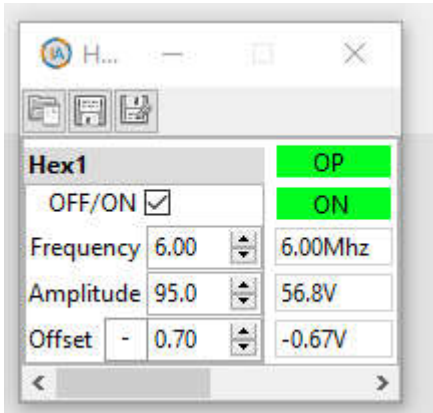 IA H...
Hex1 OP
OFF/ON ON
Frequency 6.00 6.00Mhz
Amplitude 95.0 56.8V
Offset - 0.70 -0.67V